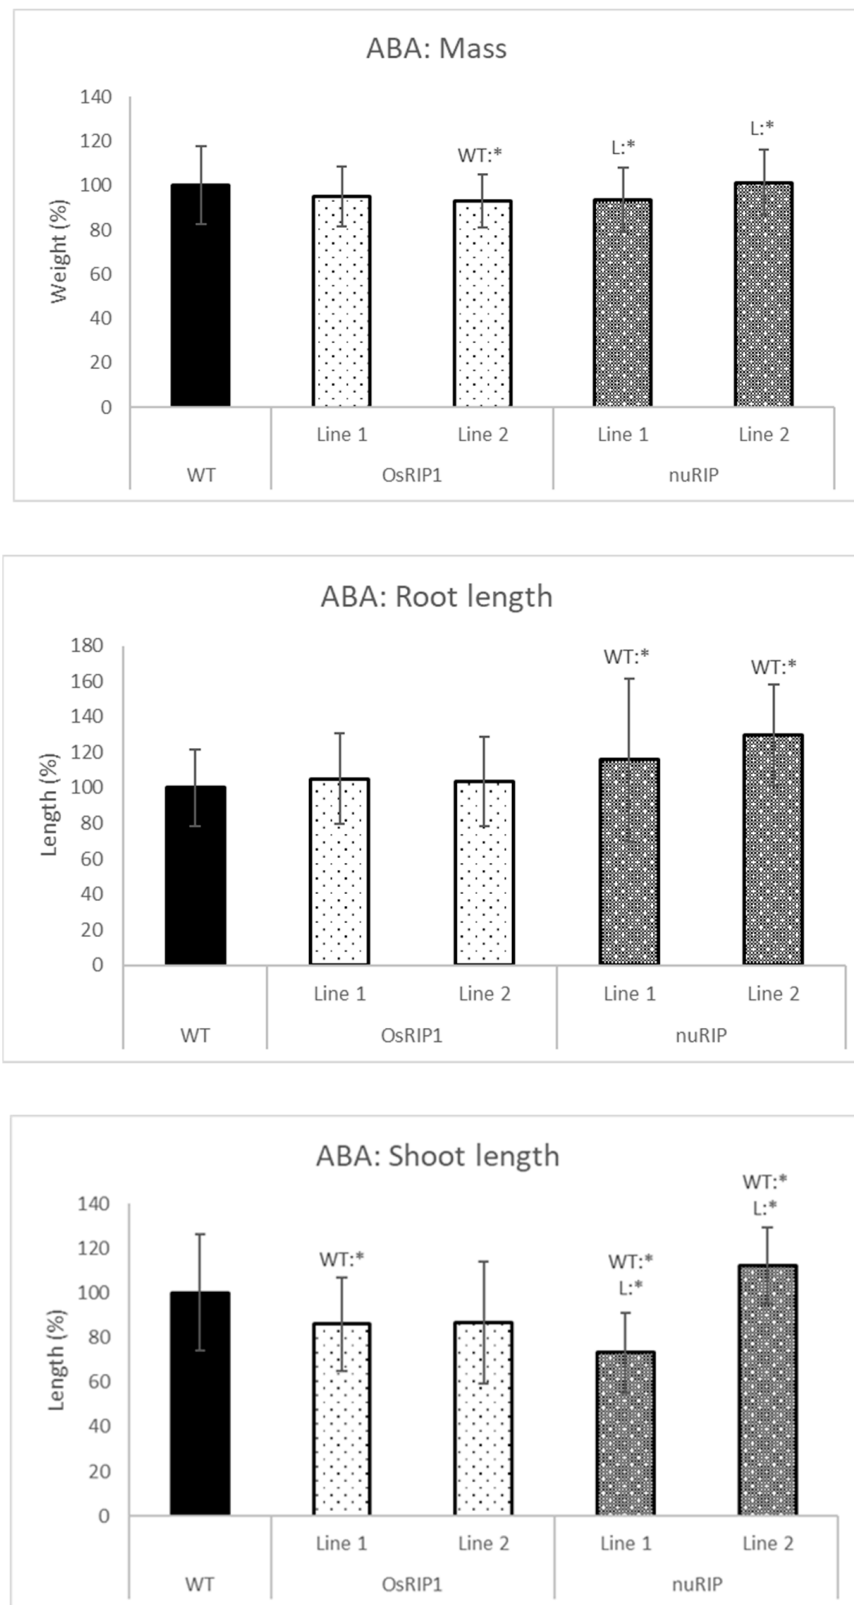 ABA: Mass
Weight (%)
140
120
100
80
60
40
20
0
WT:*
L:*
L:*
Line 1
Line 2
Line 1
Line 2
WT
OsRIP1
nuRIP
ABA: Root length
Length (%)
180
160
140
120
100
80
60
40
20
0
WT:*
WT:*
Line 1
Line 2
Line 1
Line 2
WT
OsRIP1
nuRIP
ABA: Shoot length
Length (%)
140
120
100
80
60
40
20
0
WT:*
WT:*
L:*
WT:*
L:*
Line 1
Line 2
Line 1
Line 2
WT
OsRIP1
nuRIP